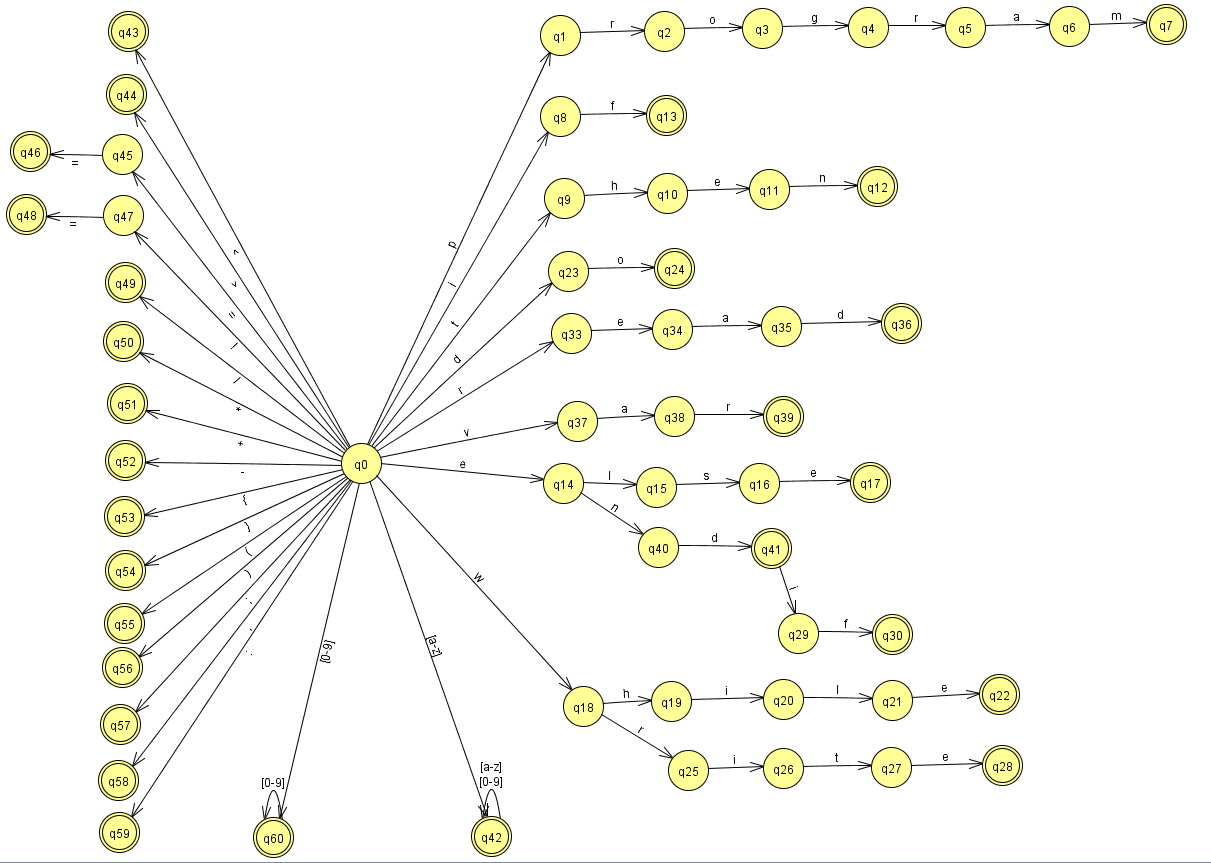 q43
q44
q46
=
q45
q48
=
q47
q49
q50
q51
q52
q53
q54
q55
q56
q57
q58
q59
q0
=
/
*
+
-
{
}
(
)
p
q1
r
q2
o
q3
g
q4
r
q5
a
q6
m
q7
i
q8
f
q13
t
q9
h
q10
e
q11
n
q12
d
q23
o
q24
r
q33
e
q34
a
q35
d
q36
v
q37
a
q38
r
q39
e
q14
l
q15
s
q16
e
q17
n
q40
d
q41
i
q29
f
q30
w
q18
h
q19
i
q20
l
q21
e
q22
r
q25
i
q26
t
q27
e
q28
[0-9]
[0-9]
q60
[a-z]
[a-z]
[0-9]
q42